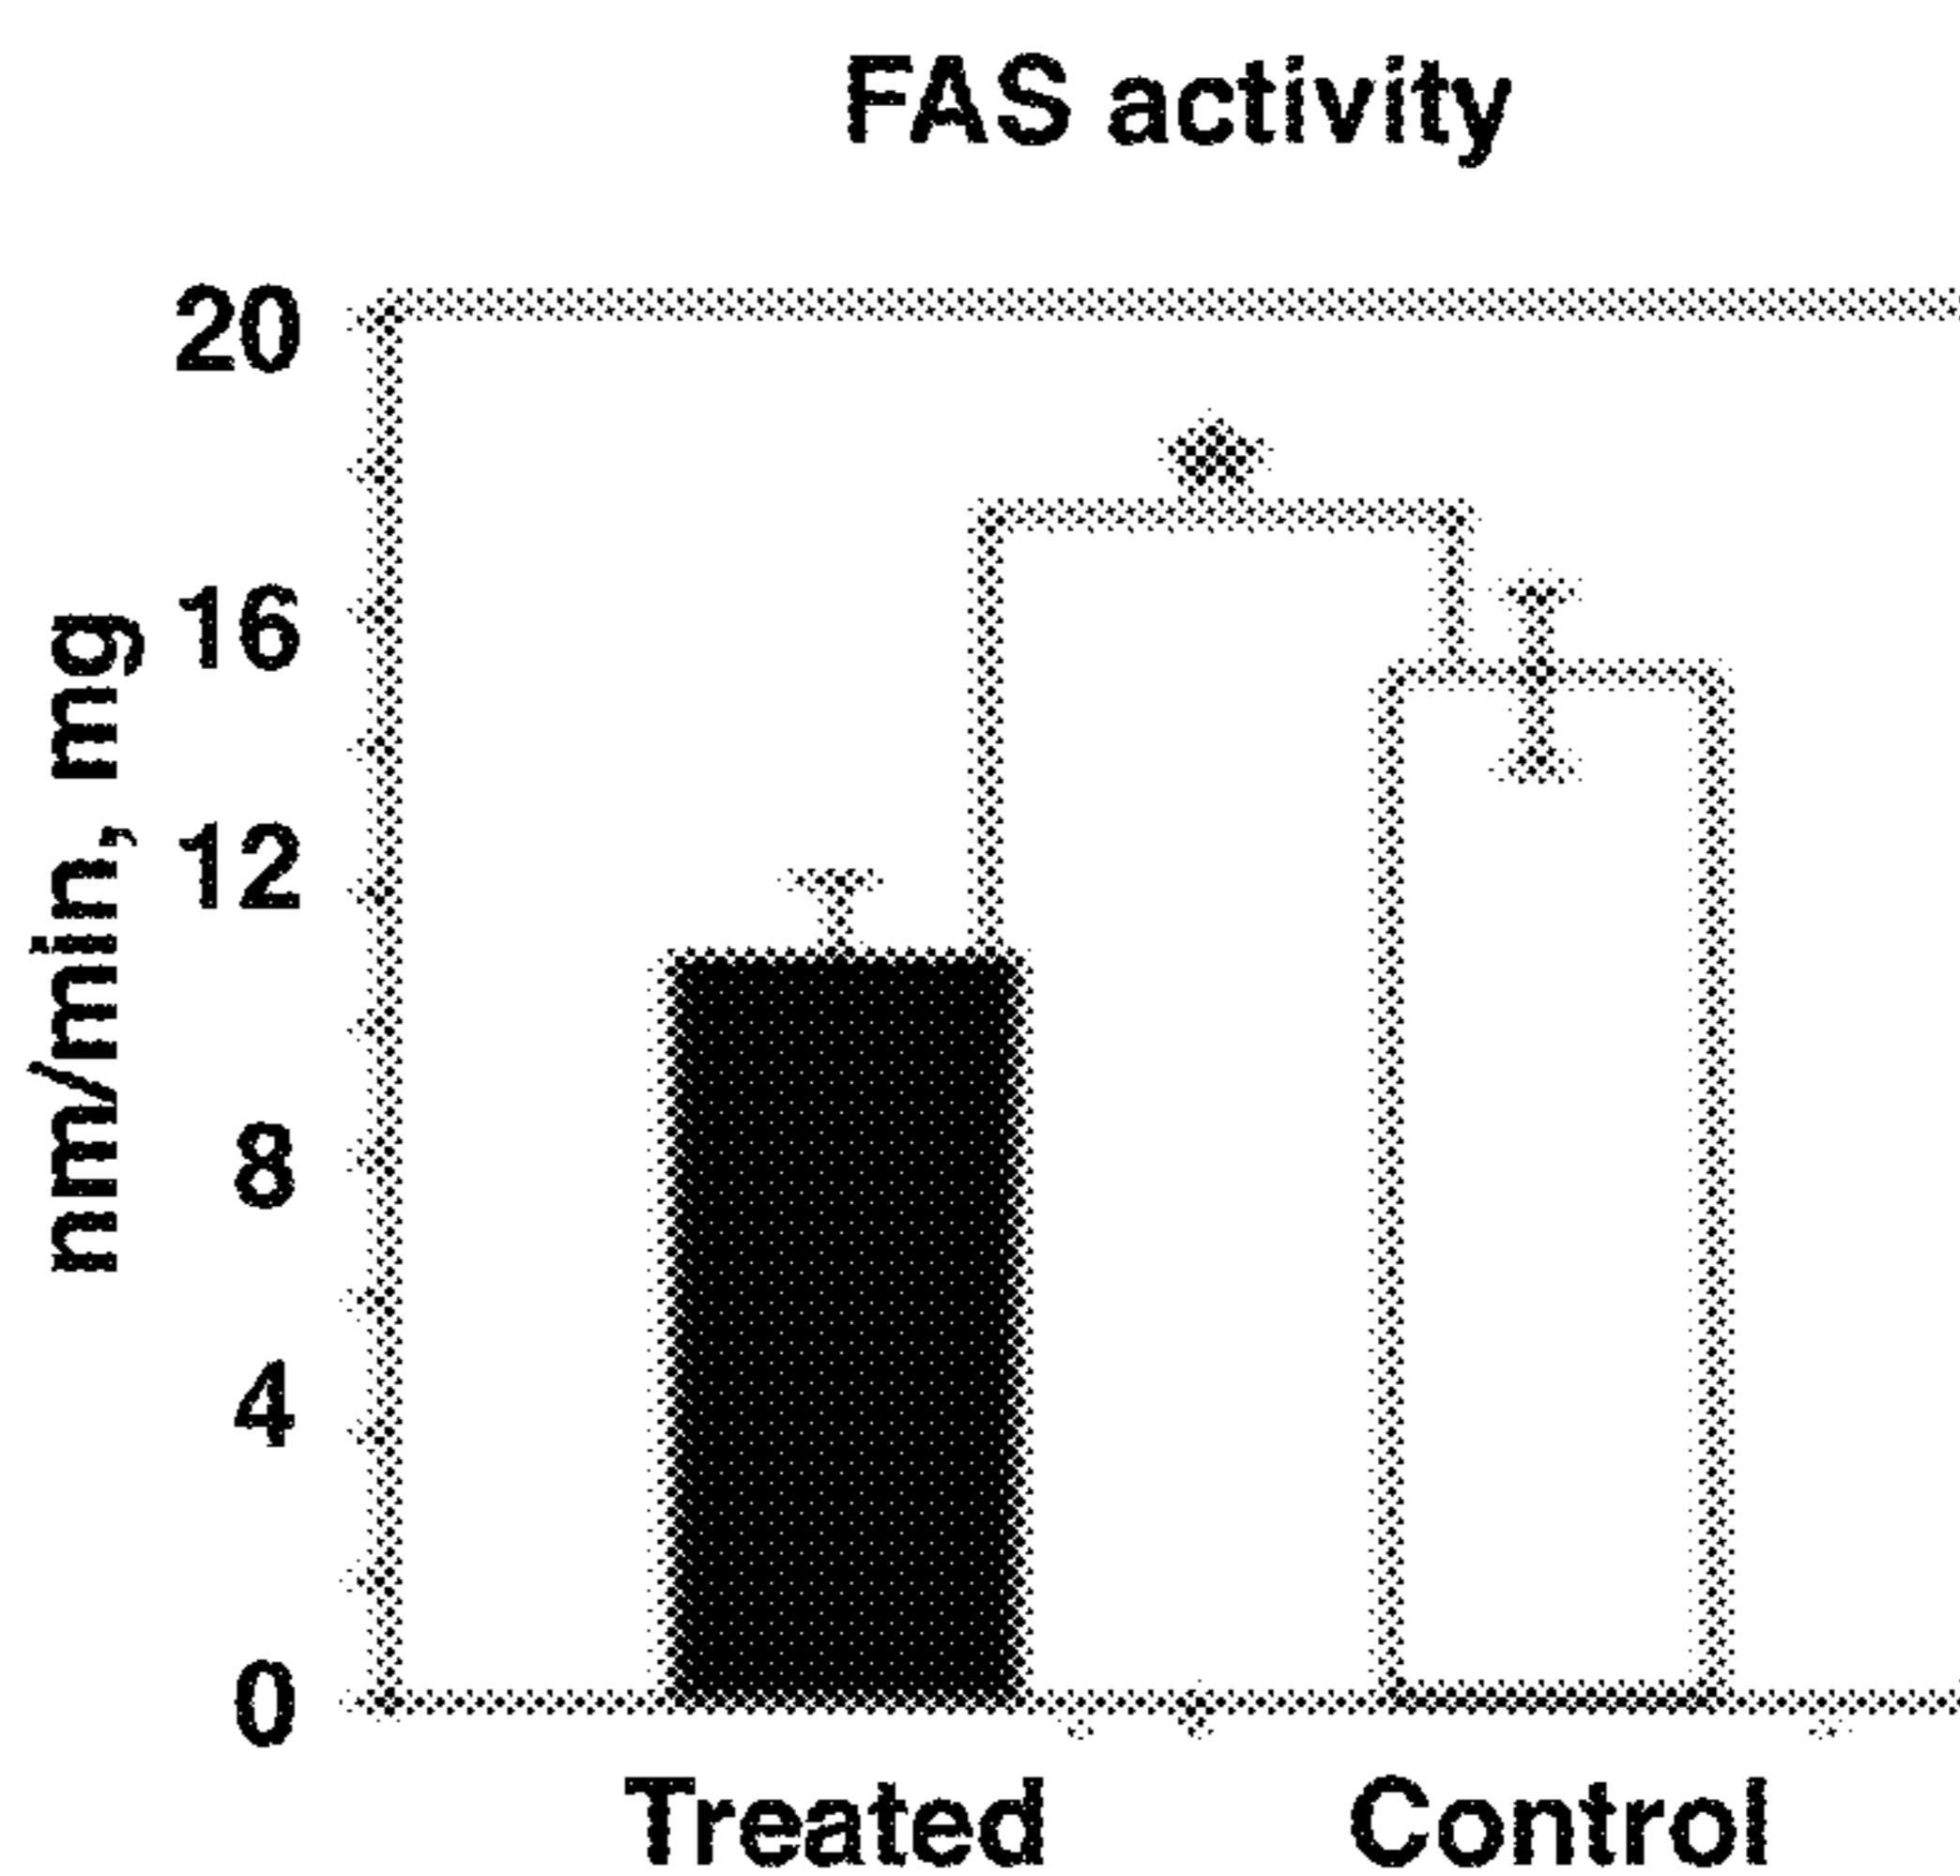 FAS activity
20
16
12
8
4
0
nm/min, mg
Treated
Control